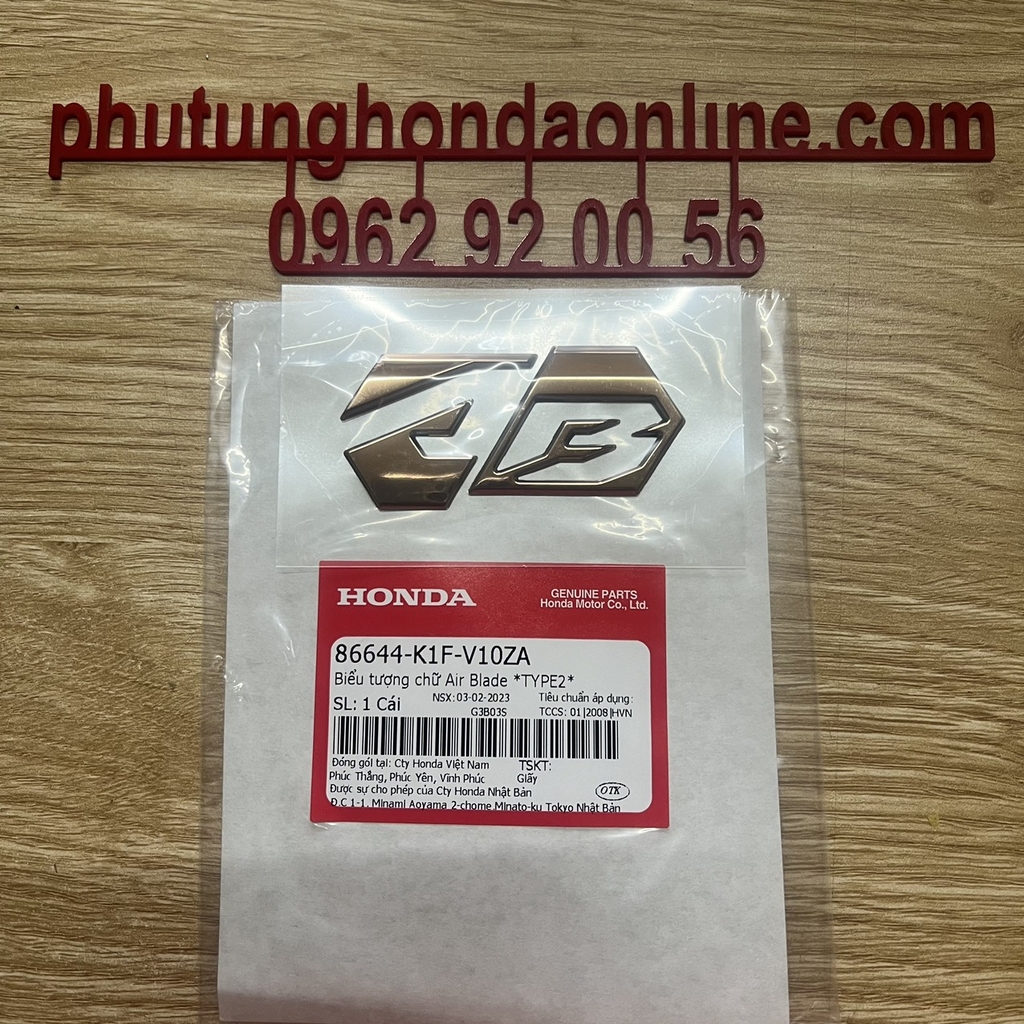 phutunghondaonline.com
0962 92 00 56
HONDA
GENUINE PARTS
Honda Motor Co., Ltd.
86644-K1F-V10ZA
Biểu tượng chữ Air Blade *TYPE2*
SL: 1 Cái
NSX: 03-02-2023
Tiêu chuẩn áp dụng:
G3B03S
TCCS: 01|2008|HVN
Đóng gói tại: Cty Honda Việt Nam
TSKT:
Phúc Thắng, Phúc Yên, Vĩnh Phúc
Giấy
Được sự cho phép của Cty Honda Nhật Bản
OTK
Đ.C 1-1, Minami Aoyama 2-chome Minato-ku Tokyo Nhật Bản